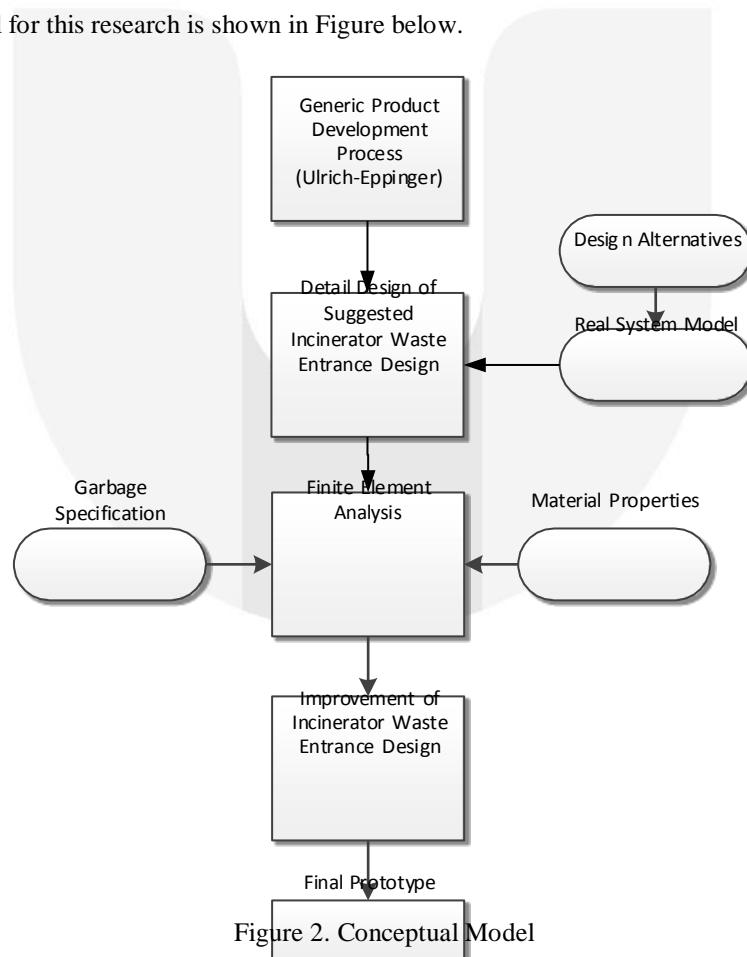 for this research is shown in Figure below.
Generic Product
Development
Process
(Ulrich-Eppinger)
Design Alternatives
Detail Design of
Suggested
Incinerator Waste
Entrance Design
Real System Model
Garbage
Specification
Finite Element
Analysis
Material Properties
Improvement of
Incinerator Waste
Entrance Design
Final Prototype
Figure 2. Conceptual Model